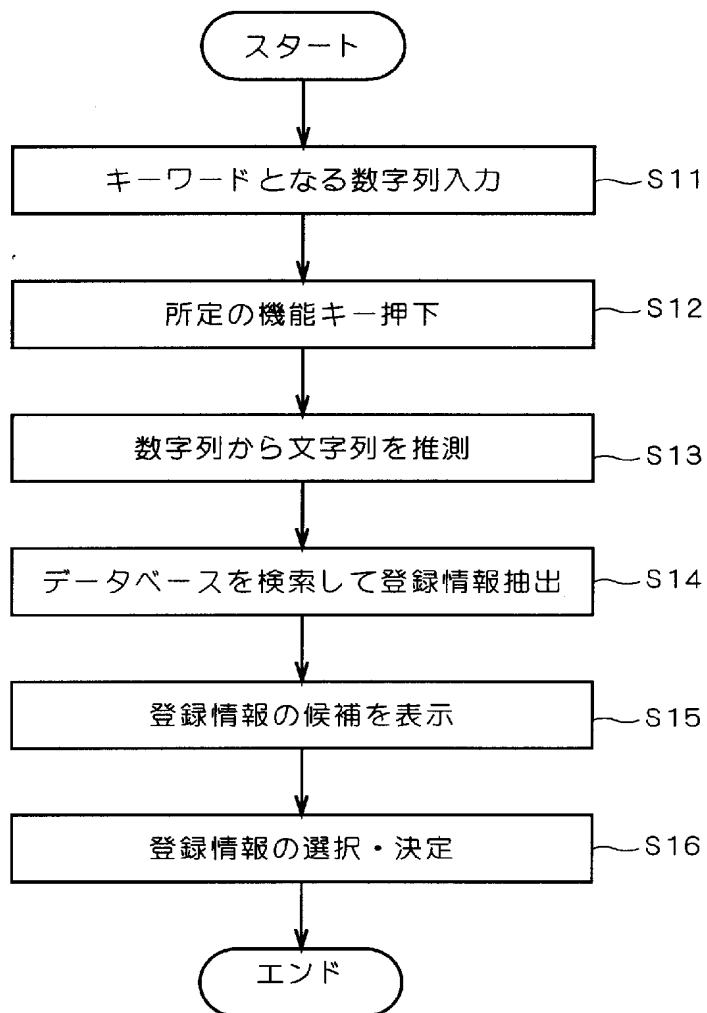 スタート
キーワードとなる数字列入力 S11
所定の機能キー押下 S12
数字列から文字列を推測 S13
データベースを検索して登録情報抽出 S14
登録情報の候補を表示 S15
登録情報の選択・決定 S16
エンド